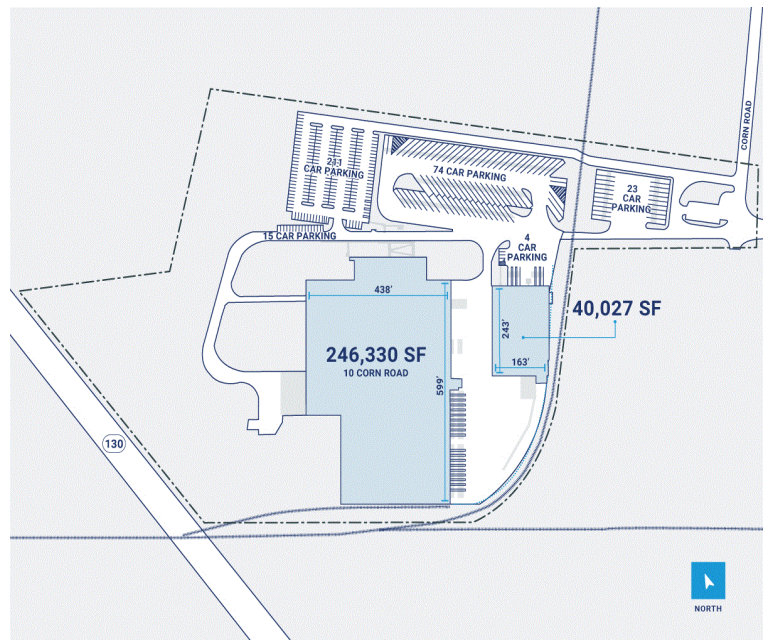 CORN ROAD
211
CAR PARKING
74 CAR PARKING
23
CAR
PARKING
15 CAR PARKING
4
CAR
PARKING
438'
40,027 SF
243'
246,330 SF
10 CORN ROAD
163'
599'
130
NORTH